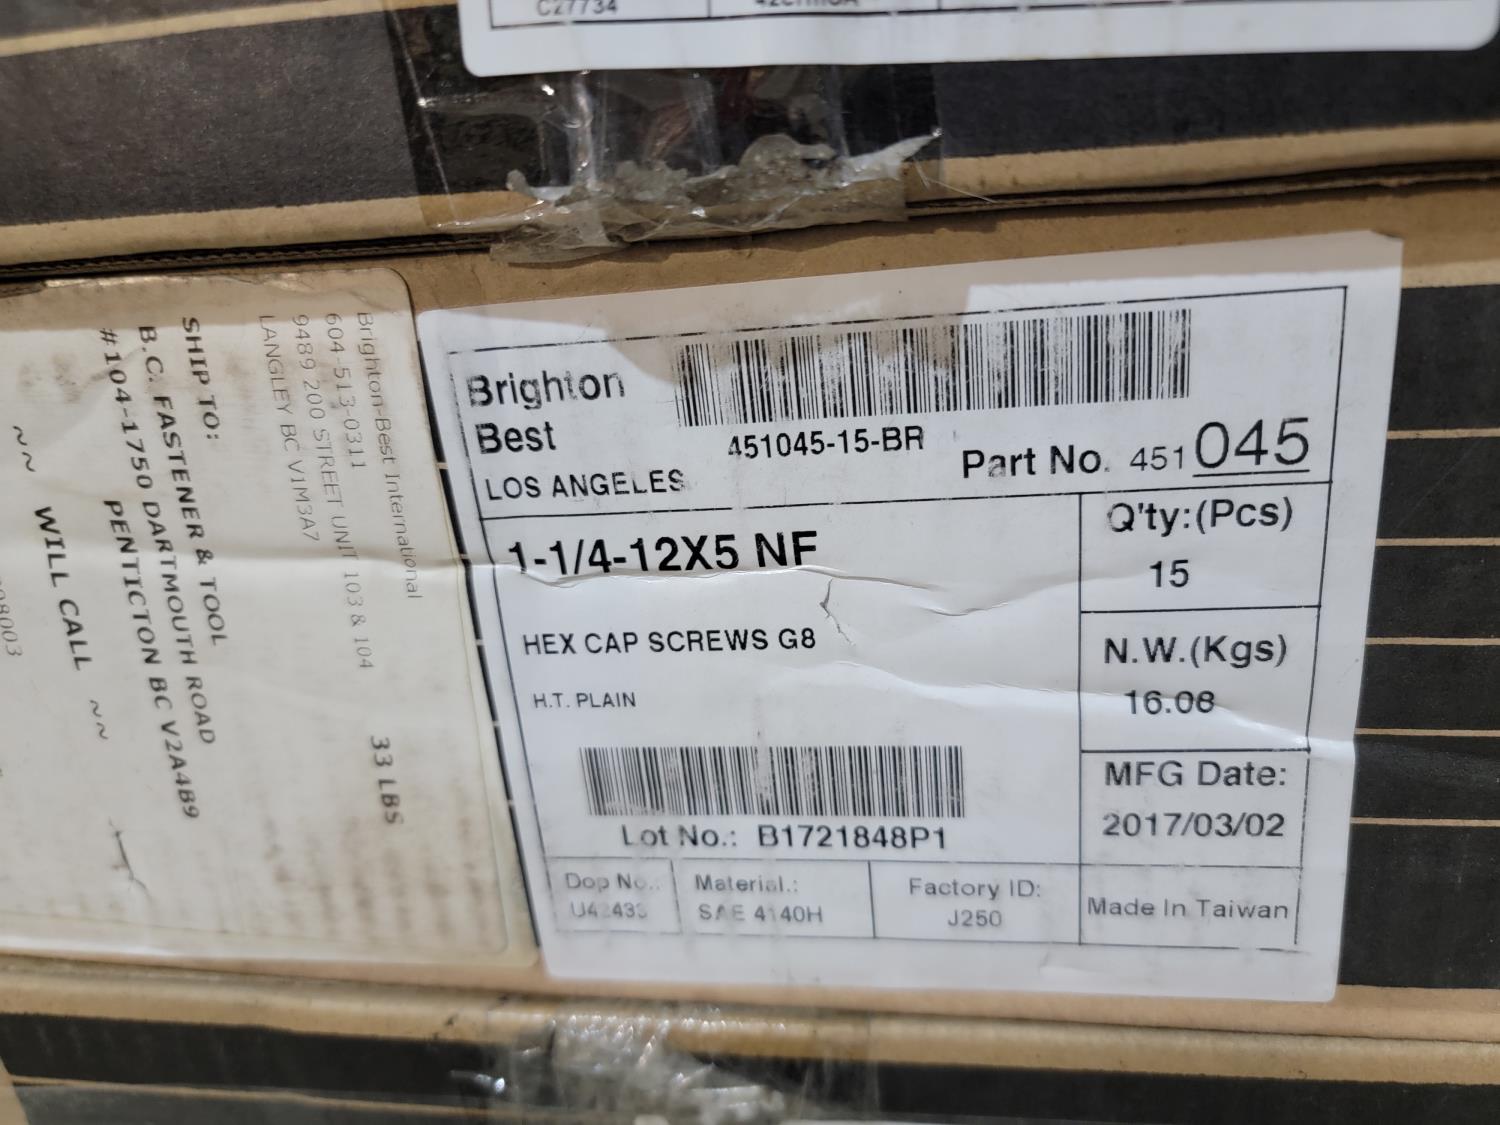 C27734
Brighton
Best
LOS ANGELES
451045-15-BR
Part No. 451045
1-1/4-12X5 NF
HEX CAP SCREWS G8
H.T. PLAIN
Q'ty:(Pcs)
15
N.W.(Kgs)
16.08
MFG Date:
2017/03/02
Lot No.: B1721848P1
Dop No.:
Material.:
SAE 4140H
Factory ID:
J250
Made In Taiwan
Brighton-Best International
604-513-0311
9489 200 STREET UNIT 103 & 104
LANGLEY BC V1M3A7
33 LBS
SHIP TO:
B.C. FASTENER & TOOL
#104-1750 DARTMOUTH ROAD
PENTICTON BC V2A4B9
~~ WILL CALL ~~